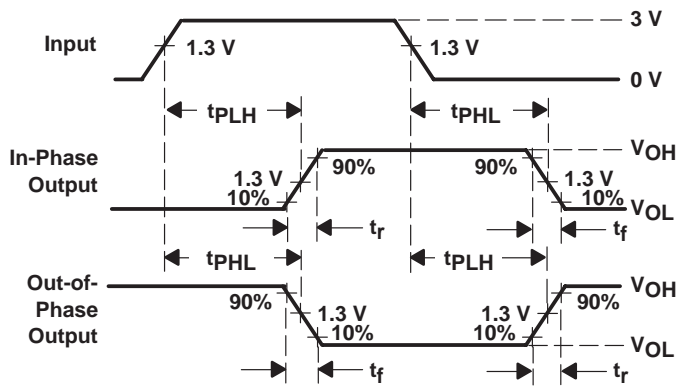 3 V
Input
1.3 V
1.3 V
0 V
tPLH
tPHL
In-Phase
Output
VOH
90%
90%
1.3 V
1.3 V
10%
10%
VOL
tr
tf
tPHL
tPLH
Out-of-
Phase
Output
VOH
90%
90%
1.3 V
1.3 V
10%
10%
VOL
tf
tr